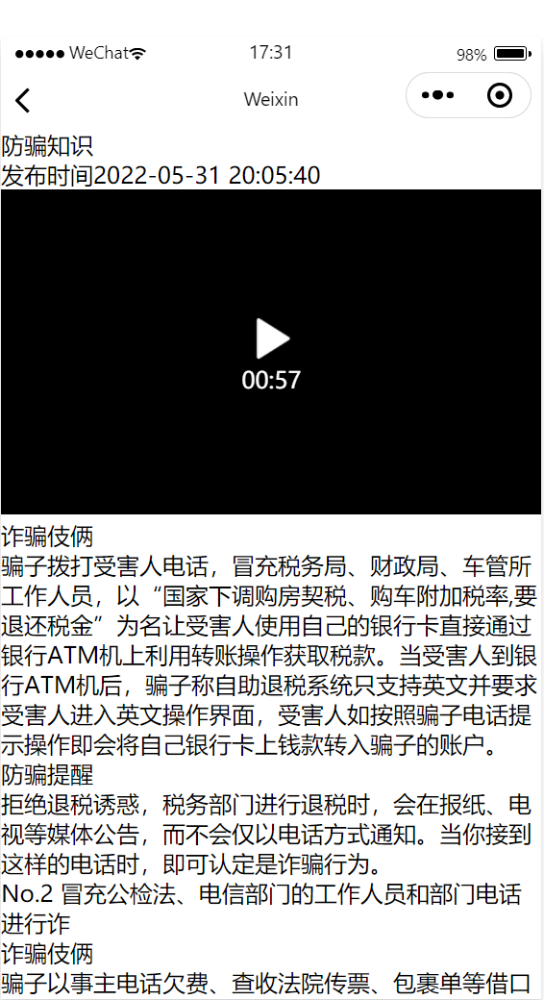 WeChat
17:31
98%
Weixin
防骗知识
发布时间2022-05-31 20:05:40
00:57
诈骗伎俩
骗子拨打受害人电话，冒充税务局、财政局、车管所
工作人员，以“国家下调购房契税、购车附加税率,要
退还税金”为名让受害人使用自己的银行卡直接通过
银行ATM机上利用转账操作获取税款。当受害人到银
行ATM机后，骗子称自助退税系统只支持英文并要求
受害人进入英文操作界面，受害人如按照骗子电话提
示操作即会将自己银行卡上钱款转入骗子的账户。
防骗提醒
拒绝退税诱惑，税务部门进行退税时，会在报纸、电
视等媒体公告，而不会仅以电话方式通知。当你接到
这样的电话时，即可认定是诈骗行为。
No.2 冒充公检法、电信部门的工作人员和部门电话
进行诈
诈骗伎俩
骗子以事主电话欠费、查收法院传票、包裹单等借口